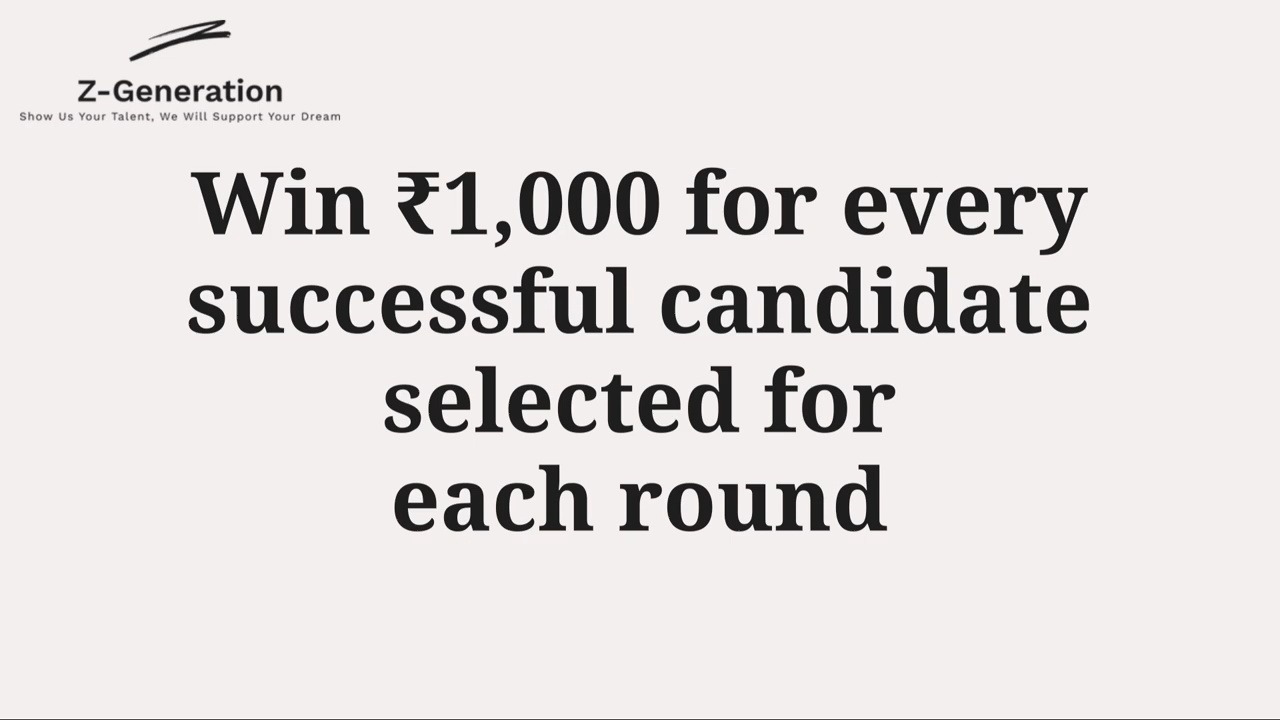 Z-Generation
Show Us Your Talent, We Will Support Your Dream
Win ₹1,000 for every
successful candidate
selected for
each round